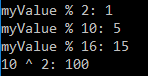 myValue % 2: 1
myValue % 10: 5
myValue % 16: 15
10 ^ 2: 100